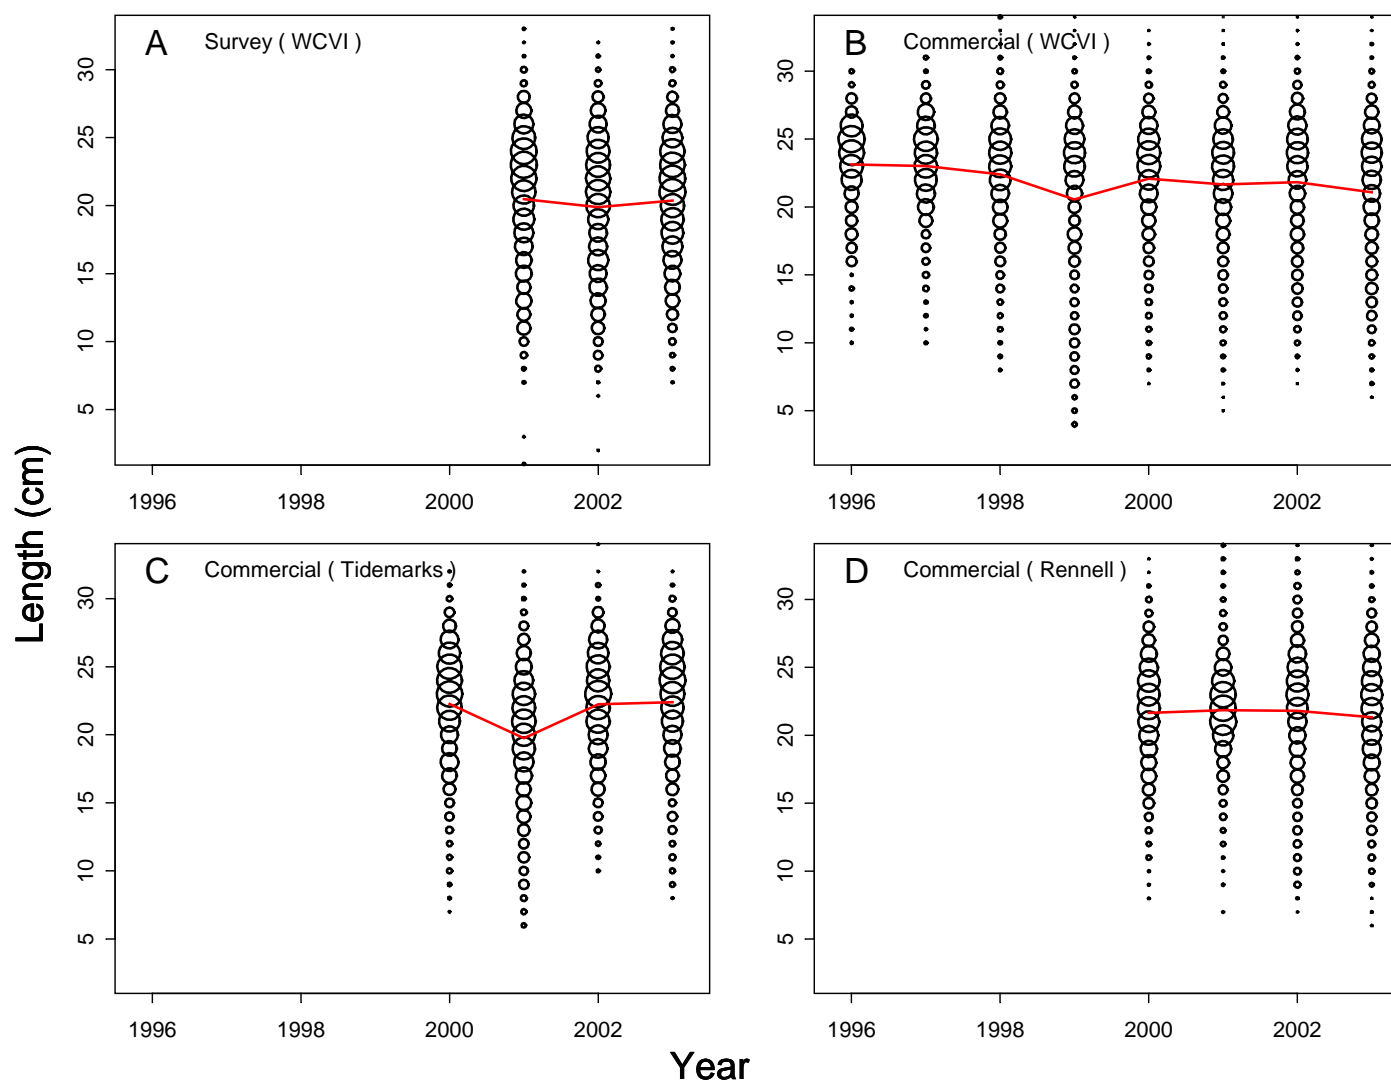 A Survey ( WCVI )
30
25
20
15
10
5
1996 1998 2000 2002
B Commercial ( WCVI )
30
25
20
15
10
5
1996 1998 2000 2002
Length (cm)
C Commercial ( Tidemarks )
30
25
20
15
10
5
1996 1998 2000 2002
D Commercial ( Rennell )
30
25
20
15
10
5
1996 1998 2000 2002
Year